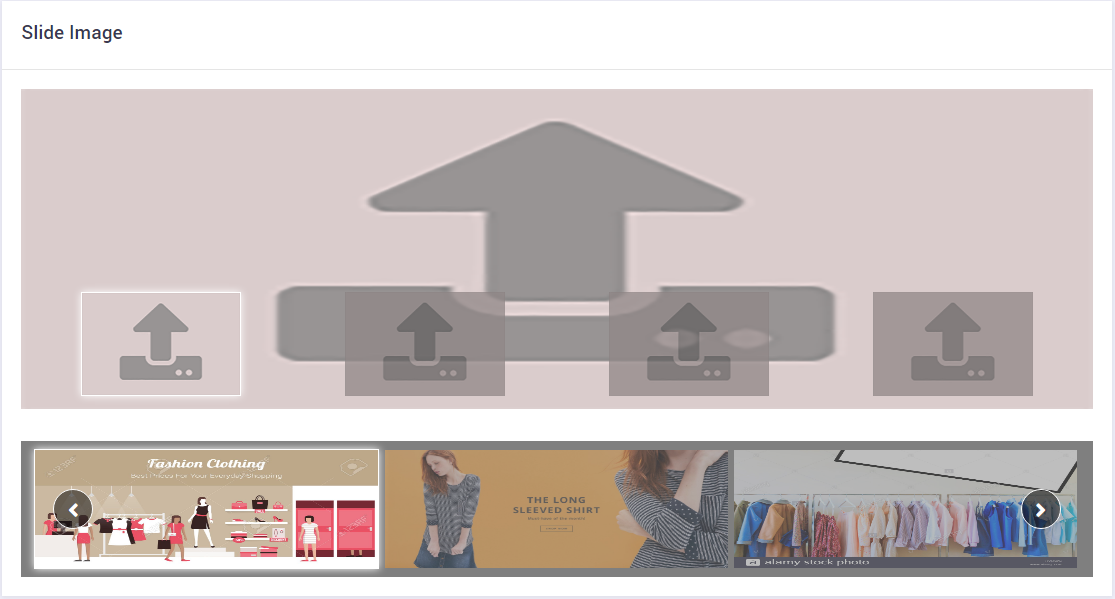 Slide Image
Fashion Clothing
Best Prices For Your Everyday Shopping
THE LONG
SLEEVED SHIRT
a alamy stock photo